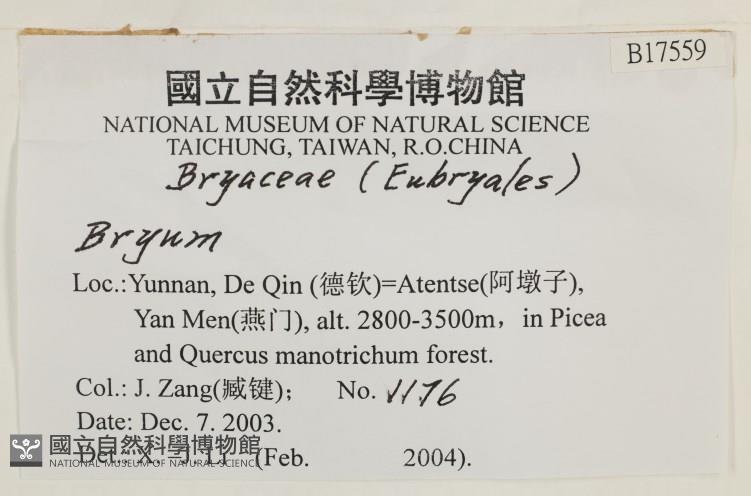 B17559
國立自然科學博物館
NATIONAL MUSEUM OF NATURAL SCIENCE
TAICHUNG, TAIWAN, R.O.CHINA
Bryaceae (Eubryales)
Bryum
Loc.:Yunnan, De Qin (德钦)=Atentse(阿墩子),
Yan Men(燕门), alt. 2800-3500m，in Picea
and Quercus manotrichum forest.
Col.: J. Zang(臧键)； No. 1176
Date: Dec. 7. 2003.
國立自然科學博物館
NATIONAL MUSEUM OF NATURAL SCIENCE
Det.: X. J. Li (Feb. 2004).